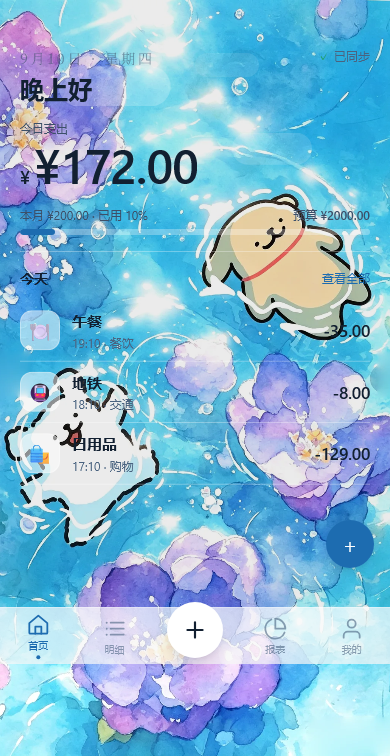 9月10日 · 星期四
✓ 已同步
晚上好
今日支出
¥ ¥172.00
本月 ¥200.00 · 已用 10%
预算 ¥2000.00
今天
查看全部
午餐
19:10 · 餐饮
-35.00
地铁
18:10 · 交通
-8.00
日用品
17:10 · 购物
-129.00
+
首页
明细
+
报表
我的